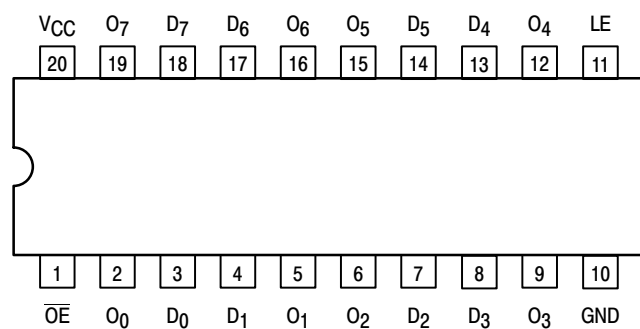 V_CC O₇ D₇ D₆ O₆ O₅ D₅ D₄ O₄ LE
20 19 18 17 16 15 14 13 12 11
1 2 3 4 5 6 7 8 9 10
O̅E̅ O₀ D₀ D₁ O₁ O₂ D₂ D₃ O₃ GND